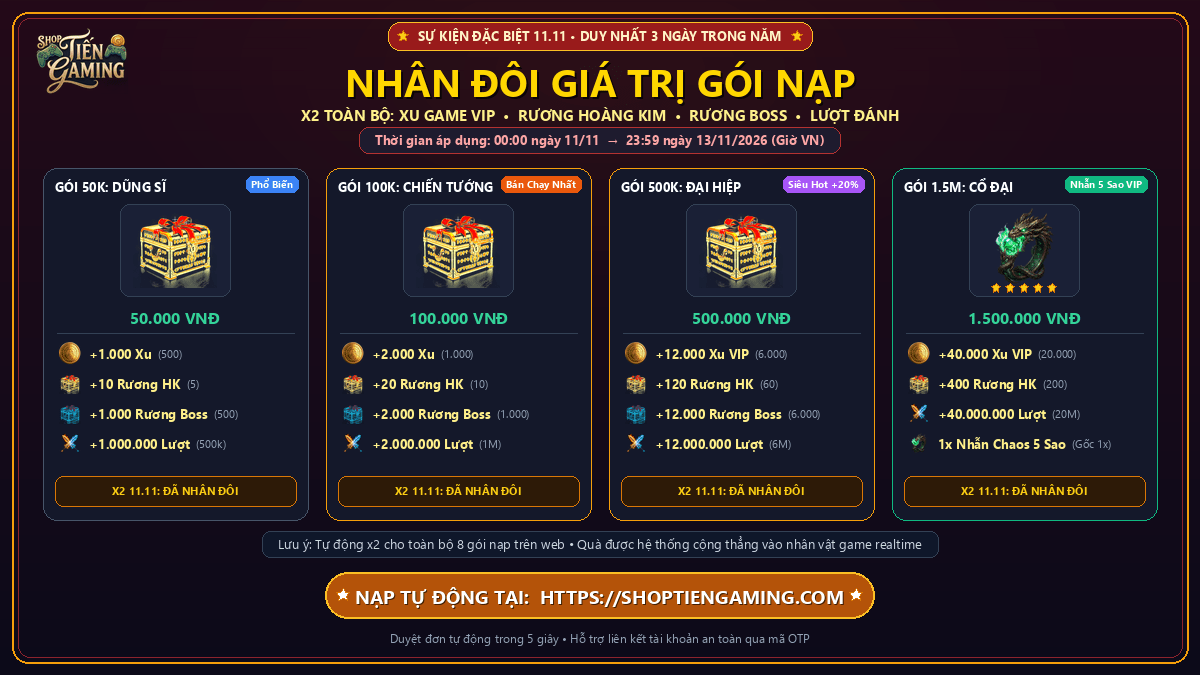 SHOP
TIẾN
GAMING
SỰ KIỆN ĐẶC BIỆT 11.11 • DUY NHẤT 3 NGÀY TRONG NĂM
NHÂN ĐÔI GIÁ TRỊ GÓI NẠP
X2 TOÀN BỘ: XU GAME VIP • RƯƠNG HOÀNG KIM • RƯƠNG BOSS • LƯỢT ĐÁNH
Thời gian áp dụng: 00:00 ngày 11/11 → 23:59 ngày 13/11/2026 (Giờ VN)
GÓI 50K: DŨNG SĨ
Phổ Biến
50.000 VNĐ
+1.000 Xu (500)
+10 Rương HK (5)
+1.000 Rương Boss (500)
+1.000.000 Lượt (500k)
X2 11.11: ĐÃ NHÂN ĐÔI
GÓI 100K: CHIẾN TƯỚNG
Bán Chạy Nhất
100.000 VNĐ
+2.000 Xu (1.000)
+20 Rương HK (10)
+2.000 Rương Boss (1.000)
+2.000.000 Lượt (1M)
X2 11.11: ĐÃ NHÂN ĐÔI
GÓI 500K: ĐẠI HIỆP
Siêu Hot +20%
500.000 VNĐ
+12.000 Xu VIP (6.000)
+120 Rương HK (60)
+12.000 Rương Boss (6.000)
+12.000.000 Lượt (6M)
X2 11.11: ĐÃ NHÂN ĐÔI
GÓI 1.5M: CỔ ĐẠI
Nhẫn 5 Sao VIP
1.500.000 VNĐ
+40.000 Xu VIP (20.000)
+400 Rương HK (200)
+40.000.000 Lượt (20M)
1x Nhẫn Chaos 5 Sao (Gốc 1x)
X2 11.11: ĐÃ NHÂN ĐÔI
Lưu ý: Tự động x2 cho toàn bộ 8 gói nạp trên web • Quà được hệ thống cộng thẳng vào nhân vật game realtime
NẠP TỰ ĐỘNG TẠI: HTTPS://SHOPTIENGAMING.COM
Duyệt đơn tự động trong 5 giây • Hỗ trợ liên kết tài khoản an toàn qua mã OTP